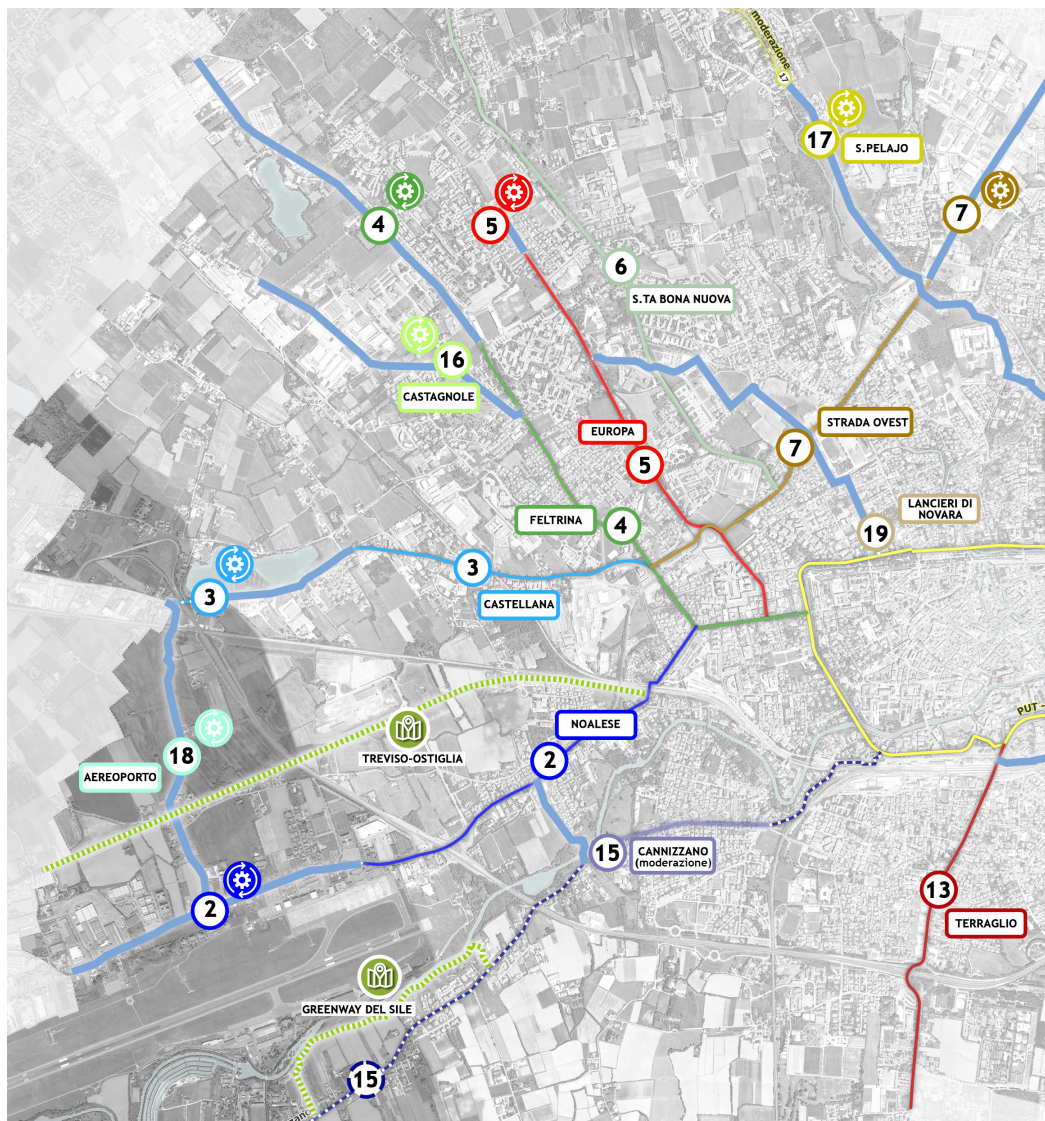 moderazione
17
17
S.PELAJO
4
5
7
6
S.TA BONA NUOVA
16
CASTAGNOLE
EUROPA
STRADA OVEST
5
7
FELTRINA
4
LANCIERI DI
NOVARA
19
3
3
CASTELLANA
NOALESE
PUT -
TREVISO-OSTIGLIA
18
2
AEREOPORTO
15
CANNIZZANO
(moderazione)
2
13
TERRAGLIO
GREENWAY DEL SILE
15